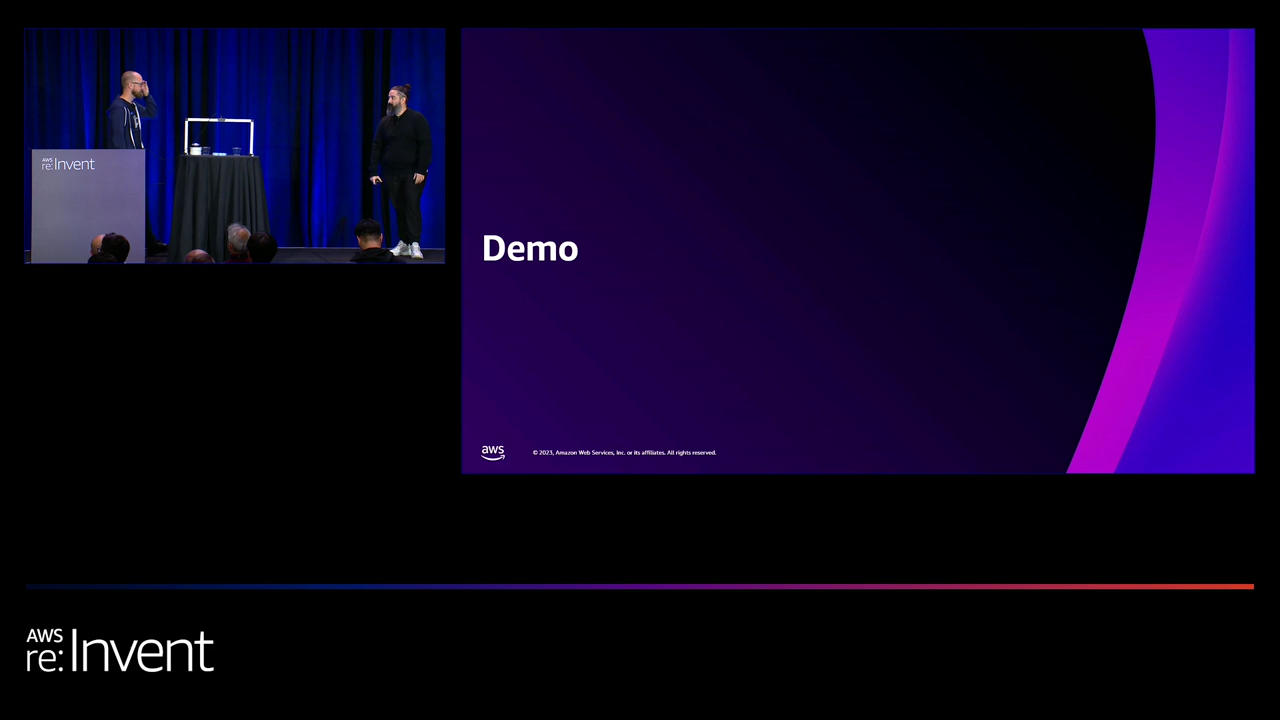 AWS
re:Invent
Demo
aws
© 2023, Amazon Web Services, Inc. or its affiliates. All rights reserved.
AWS
re:Invent